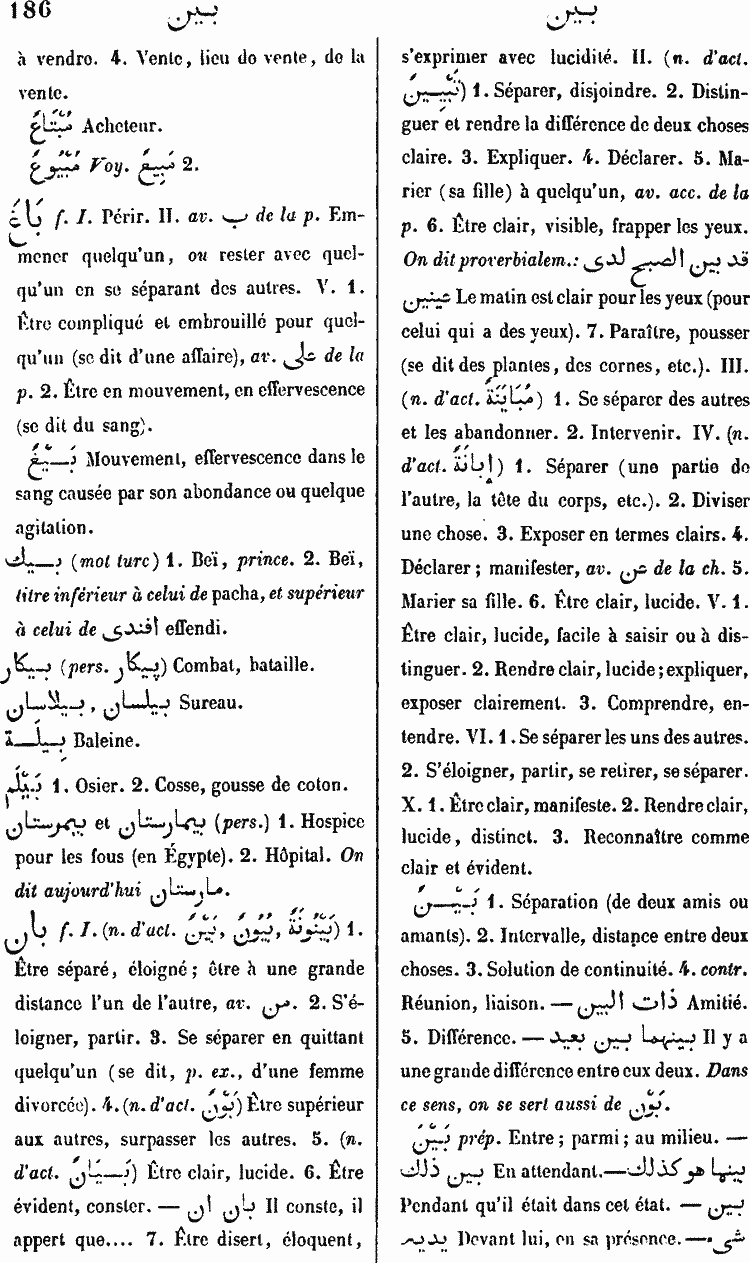 186 بين بين
à vendre. 4. Vente, lieu de vente, de la
vente.
مُبْتَاعٌ Acheteur.
مُبْيُوعٌ Voy. مَبِيعٌ 2.
بَاغَ f. I. Périr. II. av. ب de la p. Em-
mener quelqu'un, ou rester avec quel-
qu'un en se séparant des autres. V. 1.
Être compliqué et embrouillé pour quel-
qu'un (se dit d'une affaire), av. على de la
p. 2. Être en mouvement, en effervescence
(se dit du sang).
بَيْغٌ Mouvement, effervescence dans le
sang causée par son abondance ou quelque
agitation.
بيك (mot turc) 1. Beï, prince. 2. Beï,
titre inférieur à celui de pacha, et supérieur
à celui de افندى effendi.
بيكار (pers. پيكار) Combat, bataille.
بيلسان, بيلاسان Sureau.
بِيلَة Baleine.
بَيْلَم 1. Osier. 2. Cosse, gousse de coton.
بيمارستان et بيمرستان (pers.) 1. Hospice
pour les fous (en Égypte). 2. Hôpital. On
dit aujourd'hui مارستان.
بان f. I. (n. d'act. بَيْنٌ, بُيُونٌ, بَيْنُونَةٌ) 1.
Être séparé, éloigné; être à une grande
distance l'un de l'autre, av. من. 2. S'é-
loigner, partir. 3. Se séparer en quittant
quelqu'un (se dit, p. ex., d'une femme
divorcée). 4. (n. d'act. بَوْنٌ) Être supérieur
aux autres, surpasser les autres. 5. (n.
d'act. بَيَانٌ) Être clair, lucide. 6. Être
évident, conster. — بان ان Il conste, il
appert que.... 7. Être disert, éloquent,
s'exprimer avec lucidité. II. (n. d'act.
تَبْيِينٌ) 1. Séparer, disjoindre. 2. Distin-
guer et rendre la différence de deux choses
claire. 3. Expliquer. 4. Déclarer. 5. Ma-
rier (sa fille) à quelqu'un, av. acc. de la
p. 6. Être clair, visible, frapper les yeux.
On dit proverbialem.: قد بين الصبح لدى
عينين Le matin est clair pour les yeux (pour
celui qui a des yeux). 7. Paraître, pousser
(se dit des plantes, des cornes, etc.). III.
(n. d'act. مُبَايَنَةٌ) 1. Se séparer des autres
et les abandonner. 2. Intervenir. IV. (n.
d'act. إِبَانَةٌ) 1. Séparer (une partie de
l'autre, la tête du corps, etc.). 2. Diviser
une chose. 3. Exposer en termes clairs. 4.
Déclarer; manifester, av. عن de la ch. 5.
Marier sa fille. 6. Être clair, lucide. V. 1.
Être clair, lucide, facile à saisir ou à dis-
tinguer. 2. Rendre clair, lucide; expliquer,
exposer clairement. 3. Comprendre, en-
tendre. VI. 1. Se séparer les uns des autres.
2. S'éloigner, partir, se retirer, se séparer.
X. 1. Être clair, manifeste. 2. Rendre clair,
lucide, distinct. 3. Reconnaître comme
clair et évident.
بَيْنٌ 1. Séparation (de deux amis ou
amants). 2. Intervalle, distance entre deux
choses. 3. Solution de continuité. 4. contr.
Réunion, liaison. — ذات البين Amitié.
5. Différence. — بينهما بين بعيد Il y a
une grande différence entre eux deux. Dans
ce sens, on se sert aussi de بَوْنٌ.
بَيْنَ prép. Entre; parmi; au milieu. —
بين ذلك En attendant. — بينها هو كذلك
Pendant qu'il était dans cet état. — بين
يديه Devant lui, en sa présence. — شى